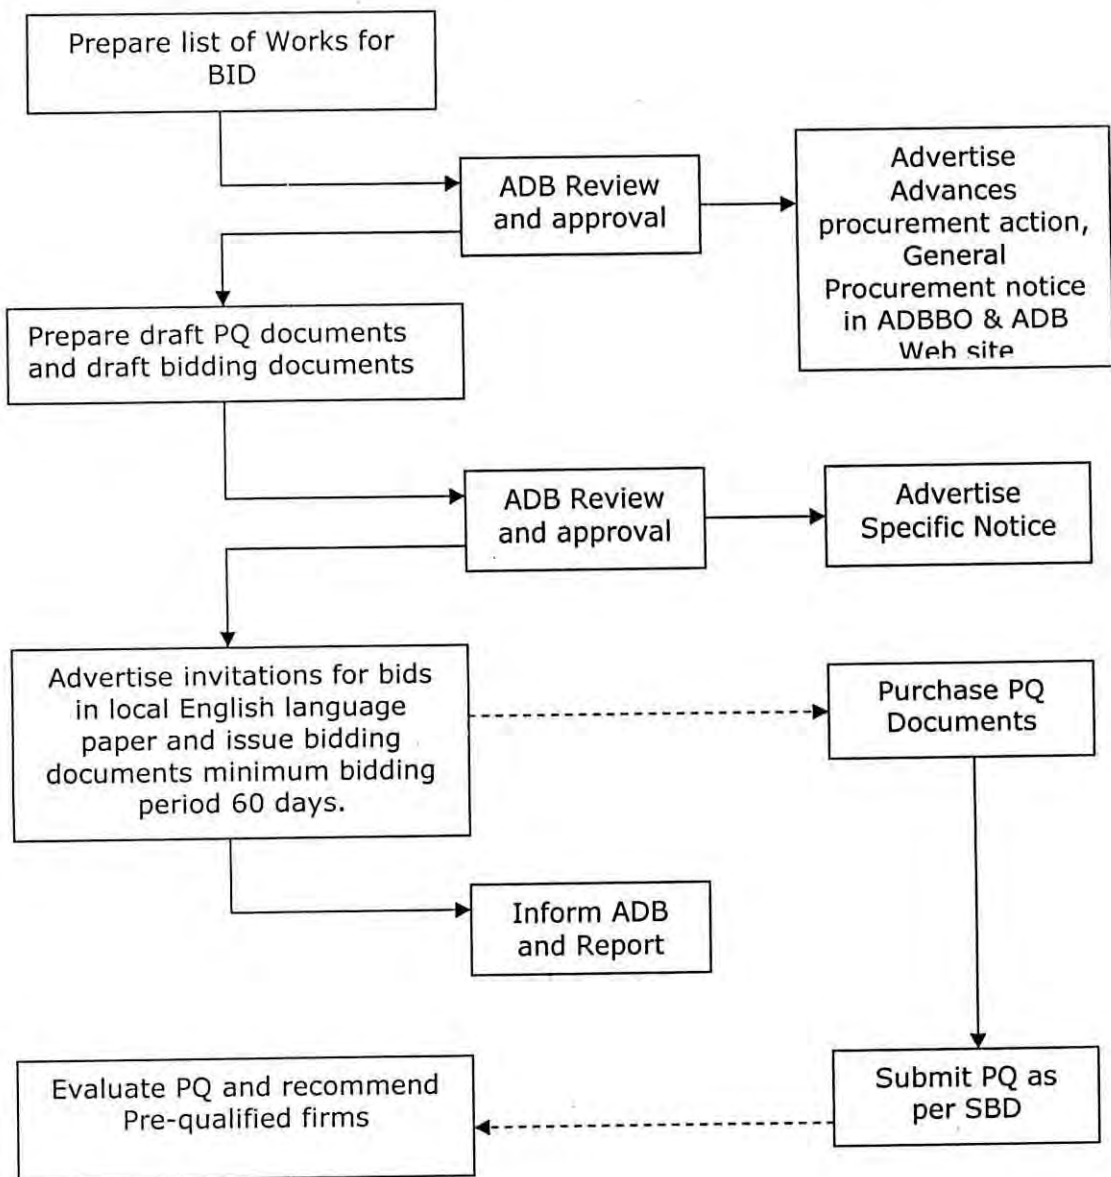 Prepare list of Works for
BID
ADB Review
and approval
Advertise
Advances
procurement action,
General
Procurement notice
in ADBBO & ADB
Web site
Prepare draft PQ documents
and draft bidding documents
ADB Review
and approval
Advertise
Specific Notice
Advertise invitations for bids
in local English language
paper and issue bidding
documents minimum bidding
period 60 days.
Purchase PQ
Documents
Inform ADB
and Report
Evaluate PQ and recommend
Pre-qualified firms
Submit PQ as
per SBD